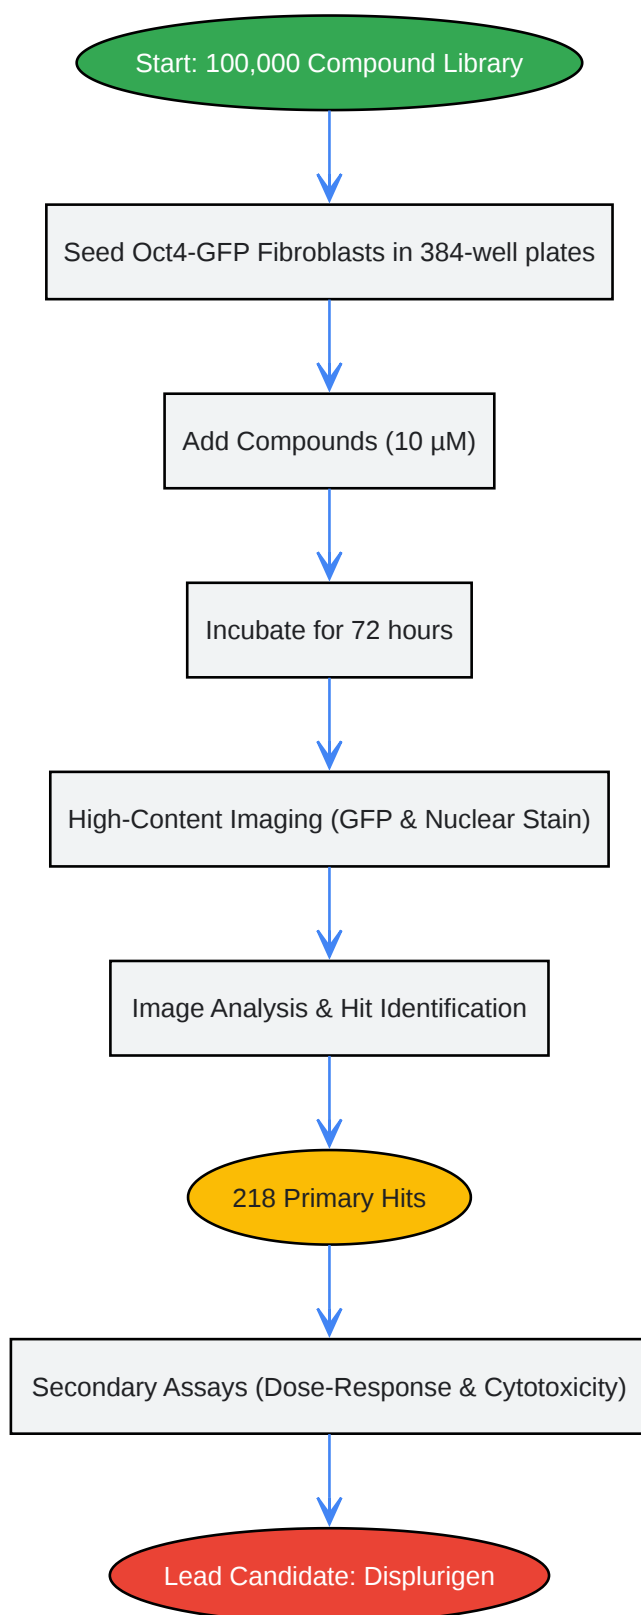 Start: 100,000 Compound Library
Seed Oct4-GFP Fibroblasts in 384-well plates
Add Compounds (10 µM)
Incubate for 72 hours
High-Content Imaging (GFP & Nuclear Stain)
Image Analysis & Hit Identification
218 Primary Hits
Secondary Assays (Dose-Response & Cytotoxicity)
Lead Candidate: Displurigen